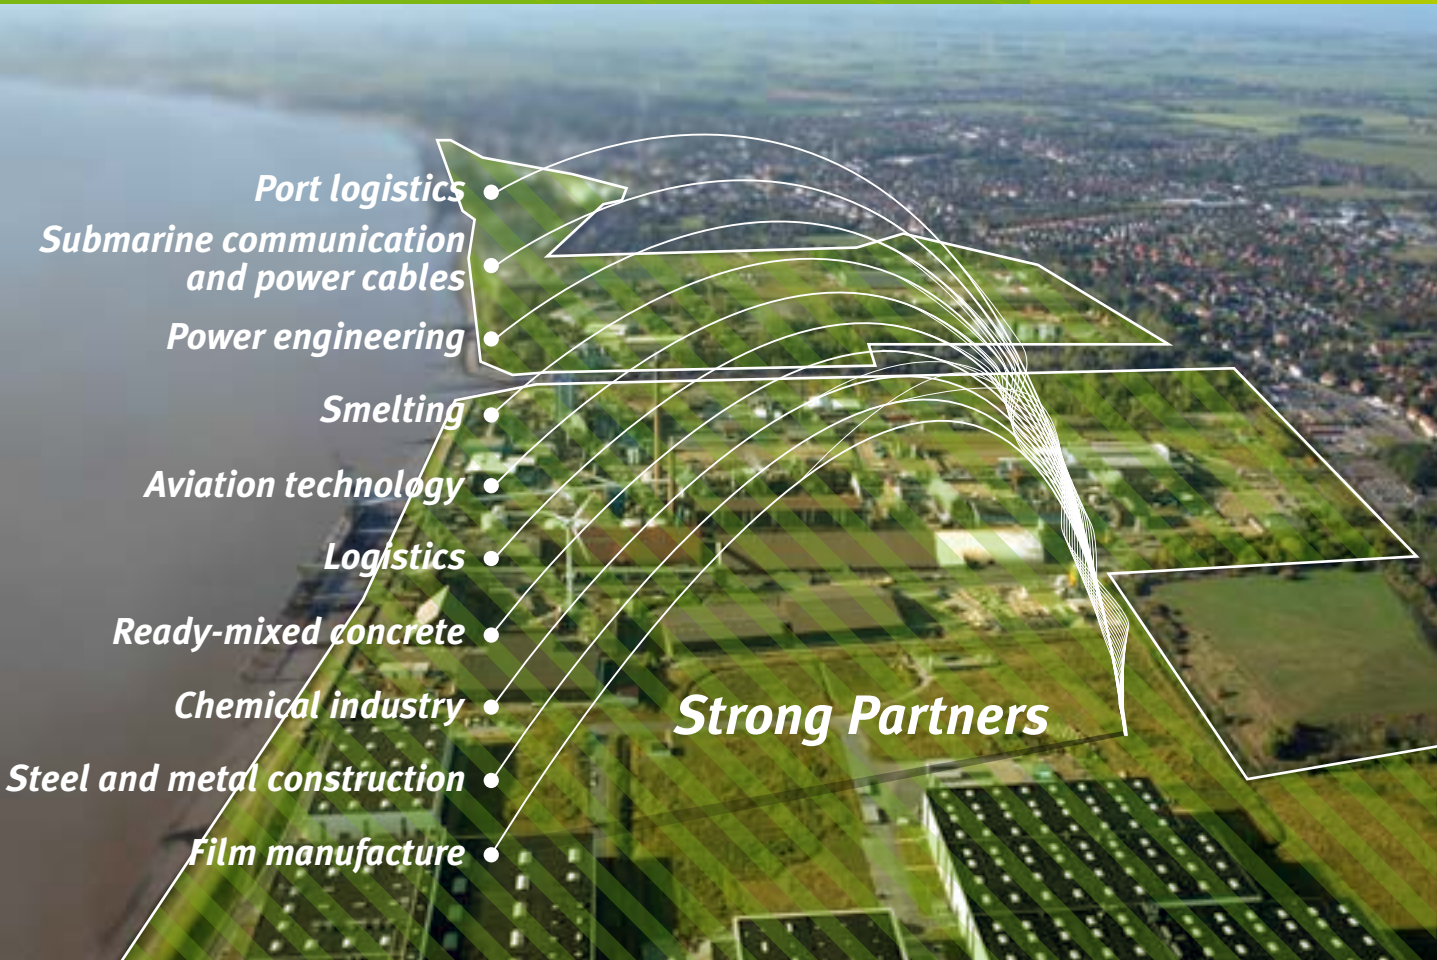 Port logistics
Submarine communication
and power cables
Power engineering
Smelting
Aviation technology
Logistics
Ready-mixed concrete
Chemical industry
Strong Partners
Steel and metal construction
Film manufacture